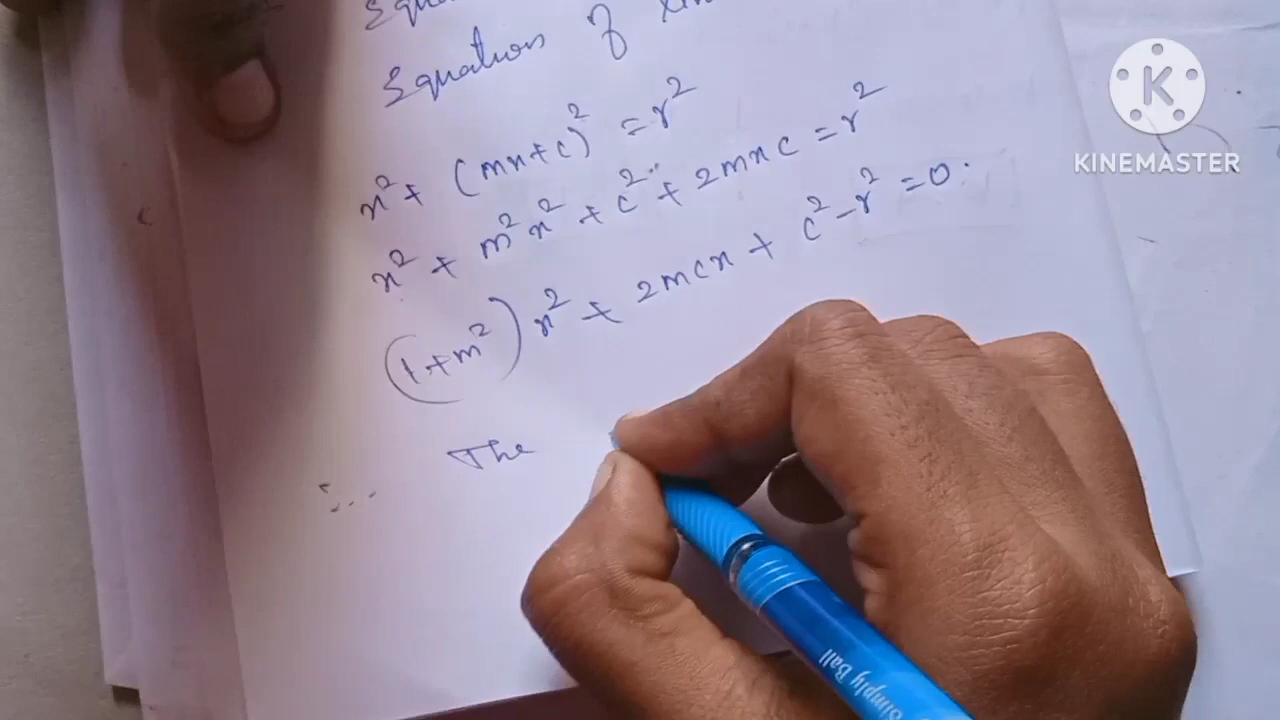 Equation of
x² + (mx+c)² = r²
x² + m²x² + c² + 2mxc = r²
(1+m²)x² + 2mcx + c² - r² = 0.
The
KINEMASTER
Simply Ball